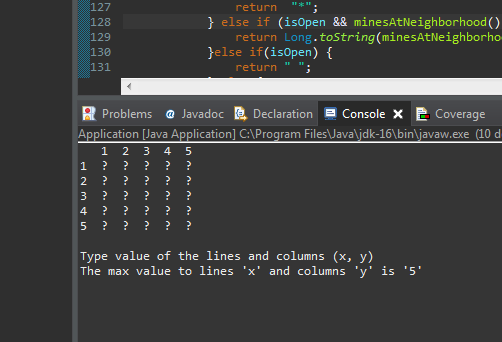 127 return "*";
128 } else if (isOpen && minesAtNeighborhood()
129 return Long.toString(minesAtNeighborho
130 }else if(isOpen) {
131 return " ";
Problems @ Javadoc Declaration Console Coverage
Application [Java Application] C:\Program Files\Java\jdk-16\bin\javaw.exe (10 d
1 2 3 4 5
1 ? ? ? ? ?
2 ? ? ? ? ?
3 ? ? ? ? ?
4 ? ? ? ? ?
5 ? ? ? ? ?
Type value of the lines and columns (x, y)
The max value to lines 'x' and columns 'y' is '5'